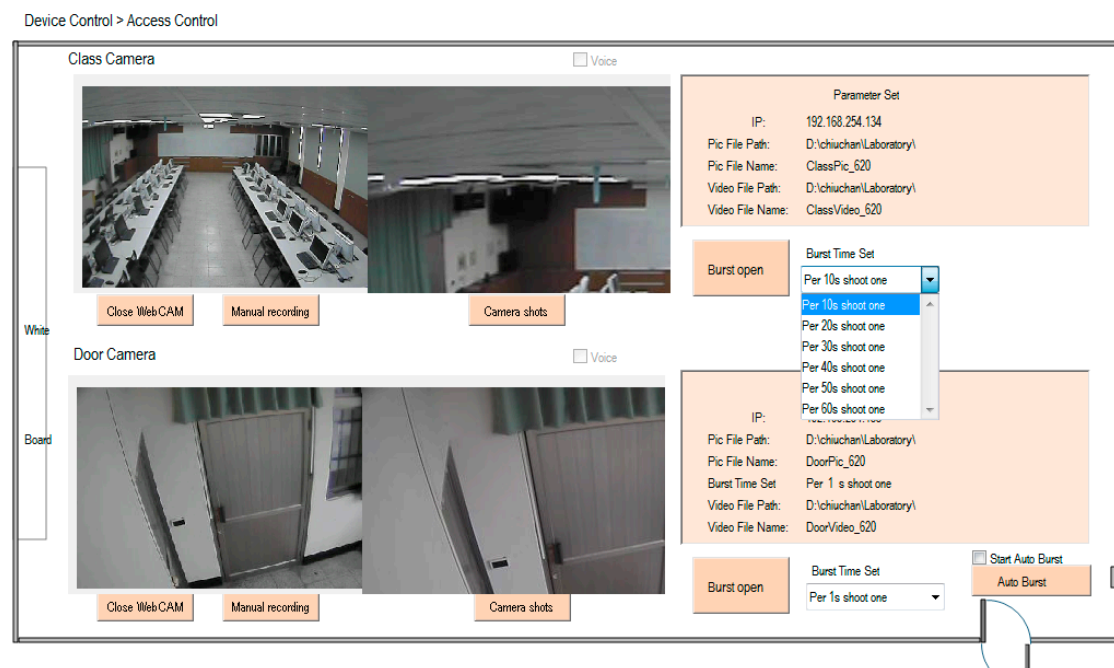 Device Control > Access Control
Class Camera
Voice
Parameter Set
IP: 192.168.254.134
Pic File Path: D:\chiuchan\Laboratory\
Pic File Name: ClassPic_620
Video File Path: D:\chiuchan\Laboratory\
Video File Name: ClassVideo_620
Burst open
Burst Time Set
Per 10s shoot one
Per 10s shoot one
Per 20s shoot one
Per 30s shoot one
Per 40s shoot one
Per 50s shoot one
Per 60s shoot one
Close WebCAM
Manual recording
Camera shots
White
Board
Door Camera
Voice
IP:
Pic File Path: D:\chiuchan\Laboratory\
Pic File Name: DoorPic_620
Burst Time Set Per 1 s shoot one
Video File Path: D:\chiuchan\Laboratory\
Video File Name: DoorVideo_620
Burst open
Burst Time Set
Per 1s shoot one
Start Auto Burst
Auto Burst
Close WebCAM
Manual recording
Camera shots